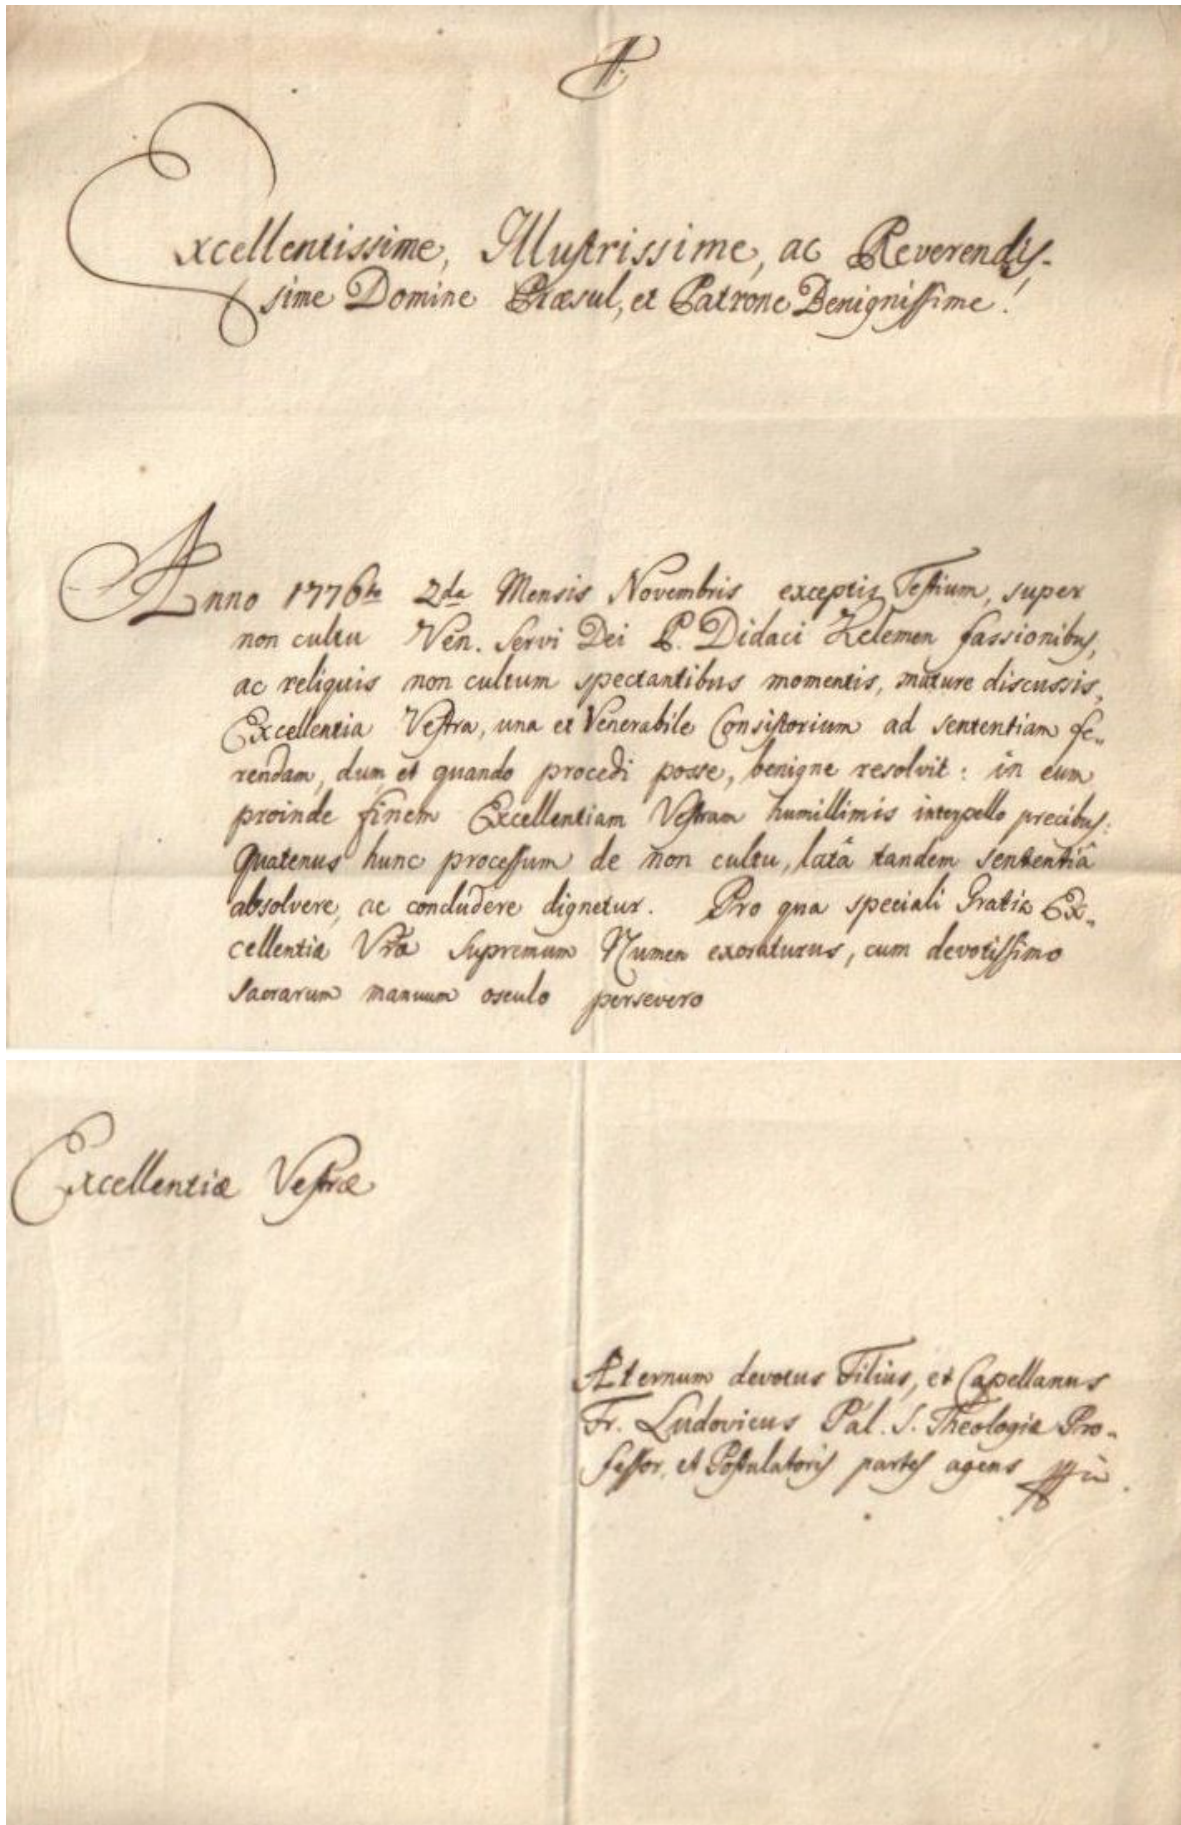 Excellentissime, Illustrissime, ac Reverendis-
sime Domine Præsul, et Patrone Benignissime!
Anno 1776to 2da Mensis Novembris exceptis Testium, super
non cultu Ven. Servi Dei P. Didaci Kelemen fassionibus,
ac reliquis non cultum spectantibus momentis, mature discussis,
Excellentia Vestra, una et Venerabile Consistorium ad sententiam fe-
rendam, dum et quando procedi posse, benigne resolvit: in eum
proinde finem Excellentiam Vestram humillimis interpello precibus:
Quatenus hunc processum de non cultu, latâ tandem sententiâ
absolvere, ac concludere dignetur. Pro qua speciali Gratia Ex-
cellentiæ Vræ Supremum Numen exoraturus, cum devotissimo
sacrarum manuum osculo persevero
Excellentiæ Vestræ
Æternum devotus Filius, et Capellanus
Fr. Ludovicus Pál. S. Theologiæ Pro-
fessor, et Postulatoris partes agens